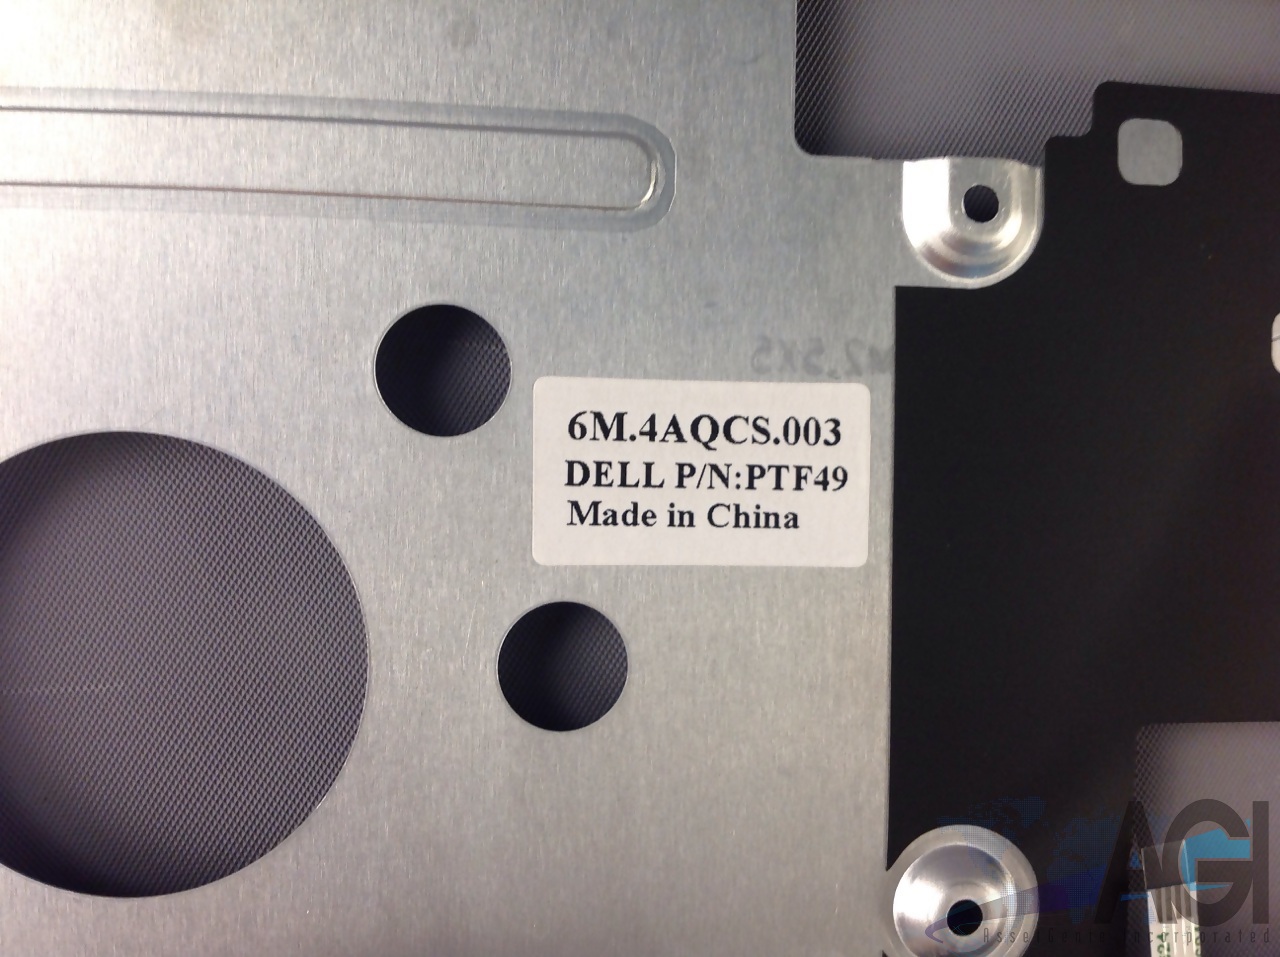 M2.5X5
6M.4AQCS.003
DELL P/N:PTF49
Made in China
AGI